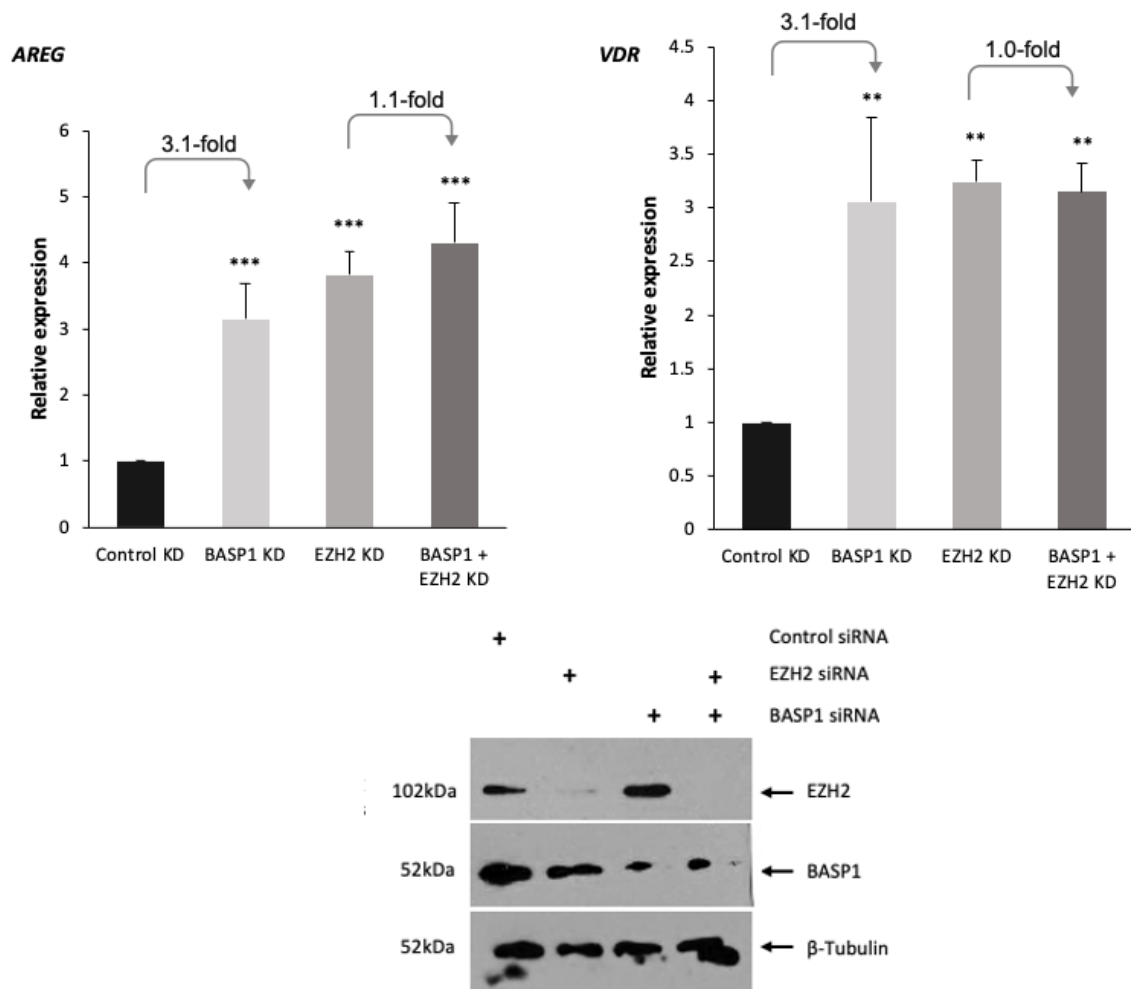 AREG
3.1-fold
1.1-fold
Relative expression
6
5
4
3
2
1
0
***
***
***
Control KD
BASP1 KD
EZH2 KD
BASP1 +
EZH2 KD
VDR
3.1-fold
1.0-fold
Relative expression
4.5
4
3.5
3
2.5
2
1.5
1
0.5
0
**
**
**
Control KD
BASP1 KD
EZH2 KD
BASP1 +
EZH2 KD
+ Control siRNA
+ + EZH2 siRNA
+ + BASP1 siRNA
102kDa EZH2
52kDa BASP1
52kDa β-Tubulin